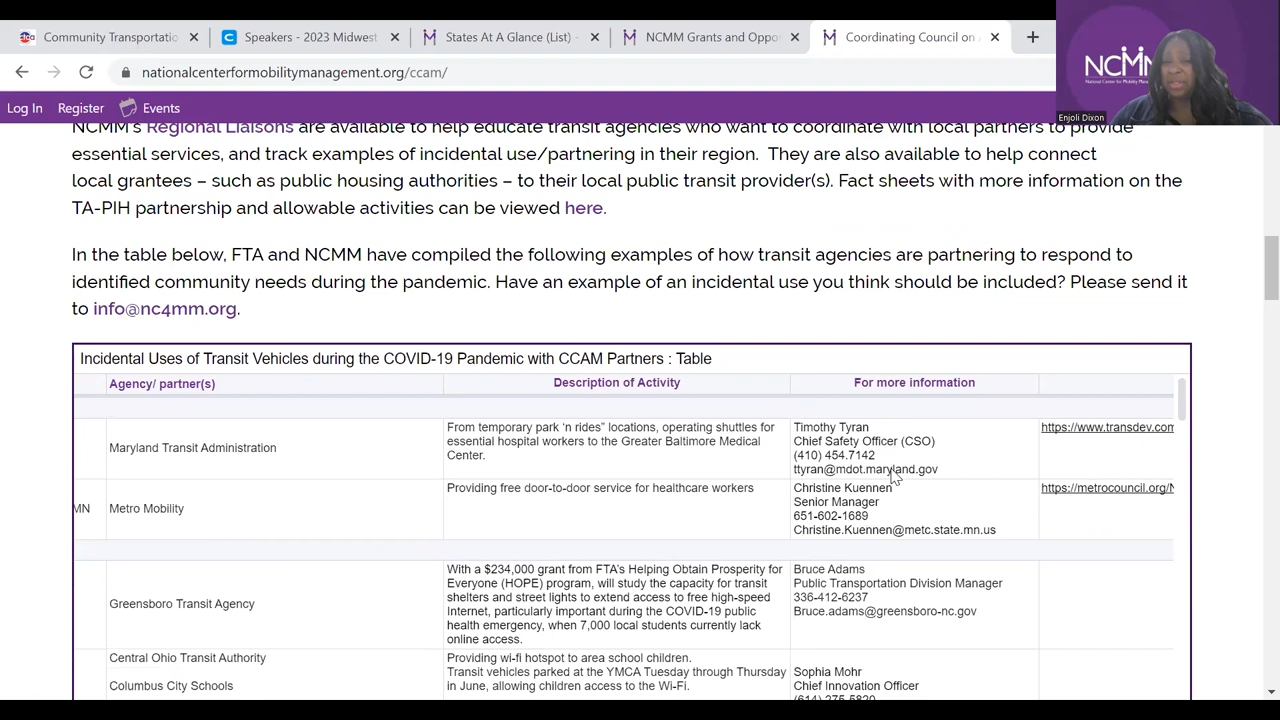 Community Transportatio
Speakers - 2023 Midwest
States At A Glance (List) -
NCMM Grants and Oppo
Coordinating Council on
nationalcenterformobilitymanagement.org/ccam/
Log In Register Events
NCMM
Enjoli Dixon
NCMM's Regional Liaisons are available to help educate transit agencies who want to coordinate with local partners to provide
essential services, and track examples of incidental use/partnering in their region. They are also available to help connect
local grantees – such as public housing authorities – to their local public transit provider(s). Fact sheets with more information on the
TA-PIH partnership and allowable activities can be viewed here.
In the table below, FTA and NCMM have compiled the following examples of how transit agencies are partnering to respond to
identified community needs during the pandemic. Have an example of an incidental use you think should be included? Please send it
to info@nc4mm.org.
Incidental Uses of Transit Vehicles during the COVID-19 Pandemic with CCAM Partners : Table
Agency/ partner(s) Description of Activity For more information
Maryland Transit Administration
From temporary park 'n rides" locations, operating shuttles for
essential hospital workers to the Greater Baltimore Medical
Center.
Timothy Tyran
Chief Safety Officer (CSO)
(410) 454.7142
ttyran@mdot.maryland.gov
https://www.transdev.com
MN Metro Mobility
Providing free door-to-door service for healthcare workers
Christine Kuennen
Senior Manager
651-602-1689
Christine.Kuennen@metc.state.mn.us
https://metrocouncil.org/N
Greensboro Transit Agency
With a $234,000 grant from FTA's Helping Obtain Prosperity for
Everyone (HOPE) program, will study the capacity for transit
shelters and street lights to extend access to free high-speed
Internet, particularly important during the COVID-19 public
health emergency, when 7,000 local students currently lack
online access.
Bruce Adams
Public Transportation Division Manager
336-412-6237
Bruce.adams@greensboro-nc.gov
Central Ohio Transit Authority
Columbus City Schools
Providing wi-fi hotspot to area school children.
Transit vehicles parked at the YMCA Tuesday through Thursday
in June, allowing children access to the Wi-Fi.
Sophia Mohr
Chief Innovation Officer
(614) 275-5820